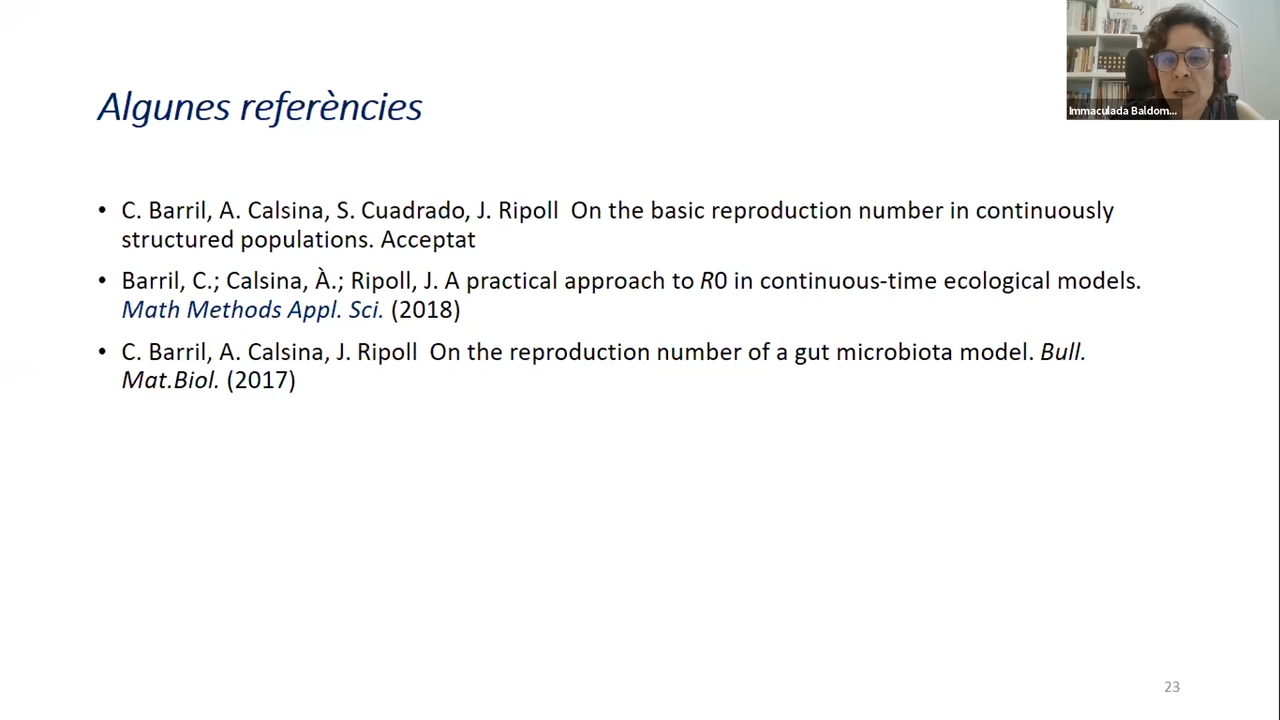 Algunes referències
Immaculada Baldom...
• C. Barril, A. Calsina, S. Cuadrado, J. Ripoll On the basic reproduction number in continuously
structured populations. Acceptat
• Barril, C.; Calsina, À.; Ripoll, J. A practical approach to R0 in continuous-time ecological models.
Math Methods Appl. Sci. (2018)
• C. Barril, A. Calsina, J. Ripoll On the reproduction number of a gut microbiota model. Bull.
Mat.Biol. (2017)
23